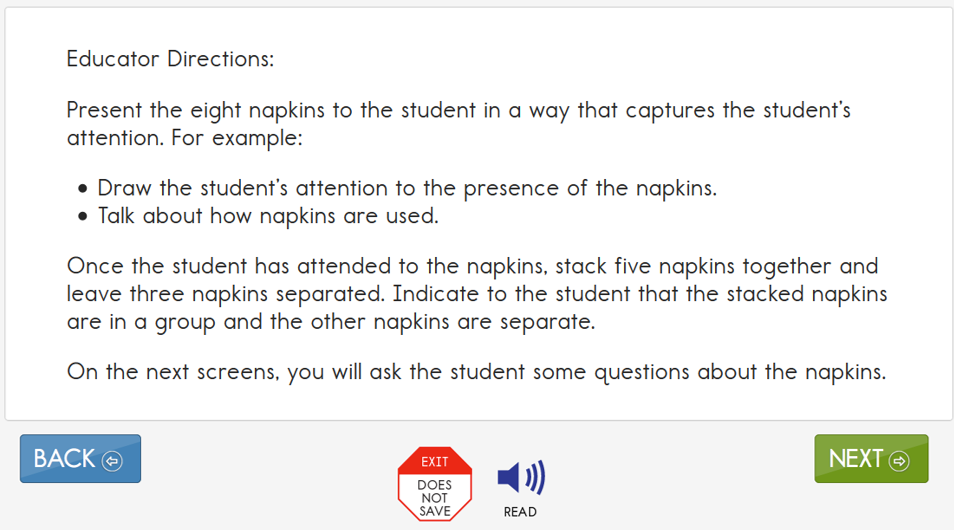 Educator Directions:
Present the eight napkins to the student in a way that captures the student's
attention. For example:
• Draw the student's attention to the presence of the napkins.
• Talk about how napkins are used.
Once the student has attended to the napkins, stack five napkins together and
leave three napkins separated. Indicate to the student that the stacked napkins
are in a group and the other napkins are separate.
On the next screens, you will ask the student some questions about the napkins.
BACK
EXIT
DOES
NOT
SAVE
READ
NEXT